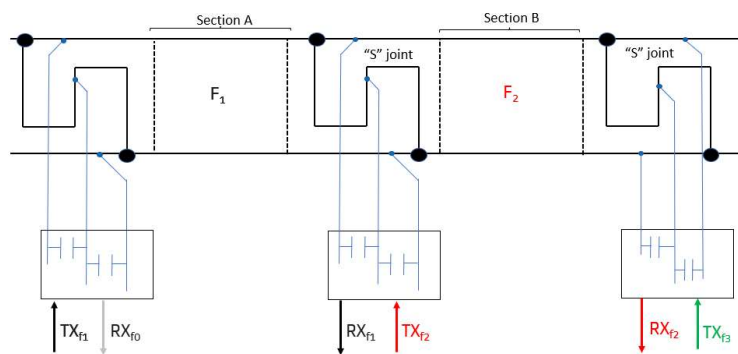 Section A
Section B
“S” joint
“S” joint
F1
F2
TXf1
RXf0
RXf1
TXf2
RXf2
TXf3